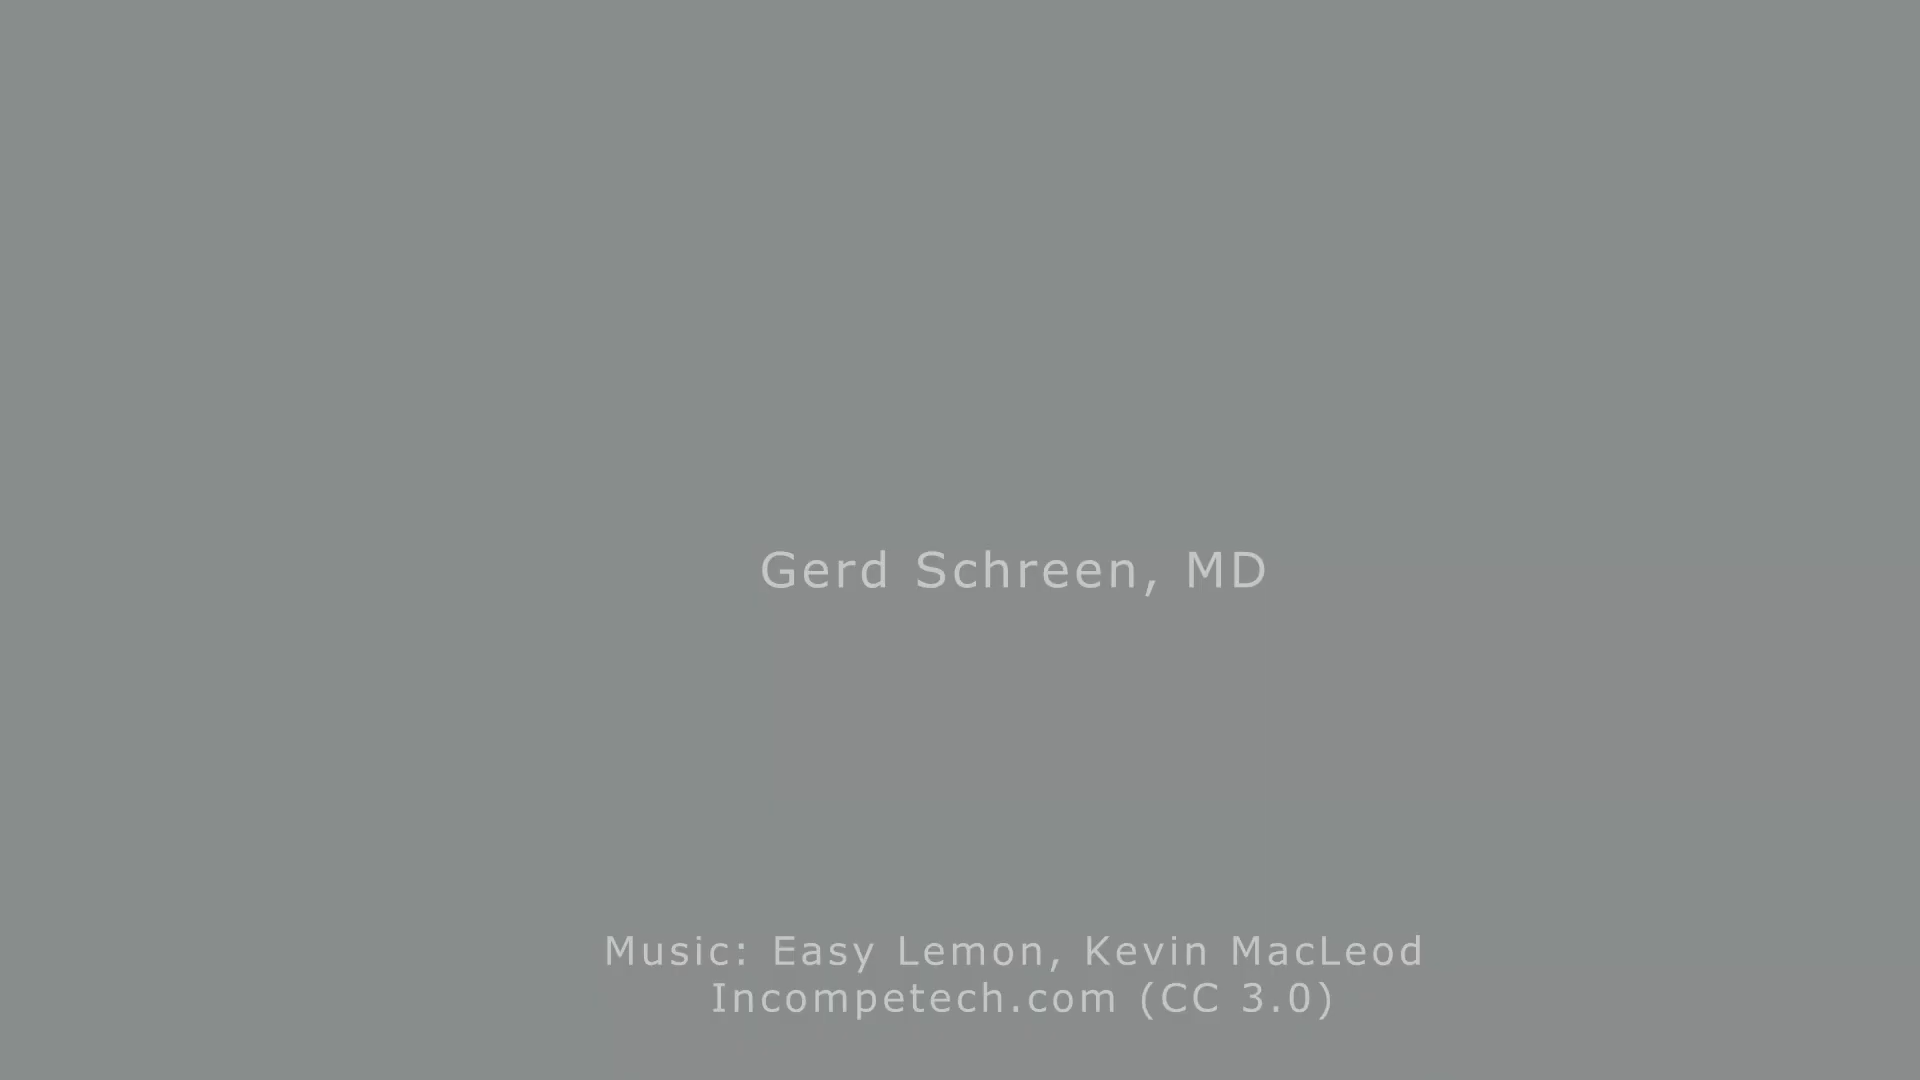 Gerd Schreen, MD
Music: Easy Lemon, Kevin MacLeod
Incompetech.com (CC 3.0)